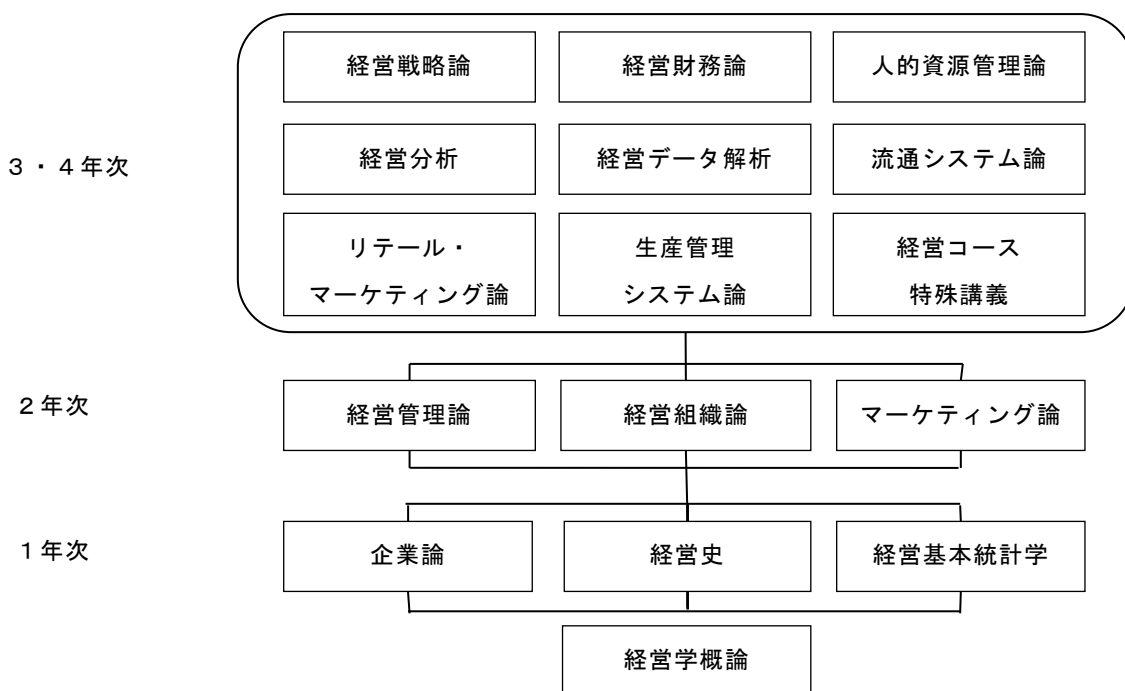 経営戦略論
経営財務論
人的資源管理論
3・4年次
経営分析
経営データ解析
流通システム論
リテール・
マーケティング論
生産管理
システム論
経営コース
特殊講義
2年次
経営管理論
経営組織論
マーケティング論
1年次
企業論
経営史
経営基本統計学
経営学概論